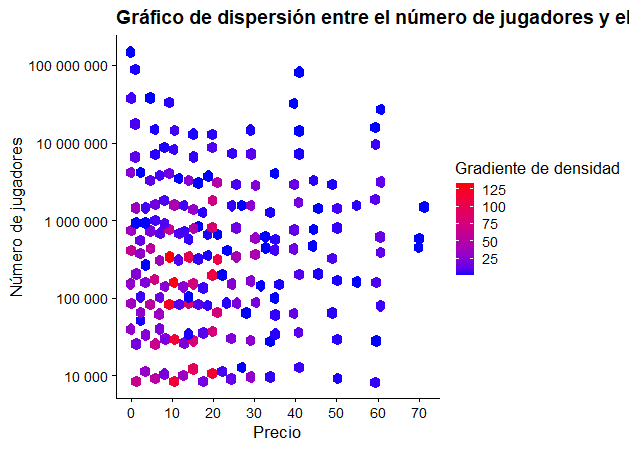 Gráfico de dispersión entre el número de jugadores y el
Número de jugadores
100 000 000
10 000 000
1 000 000
100 000
10 000
0 10 20 30 40 50 60 70
Precio
Gradiente de densidad
125
100
75
50
25